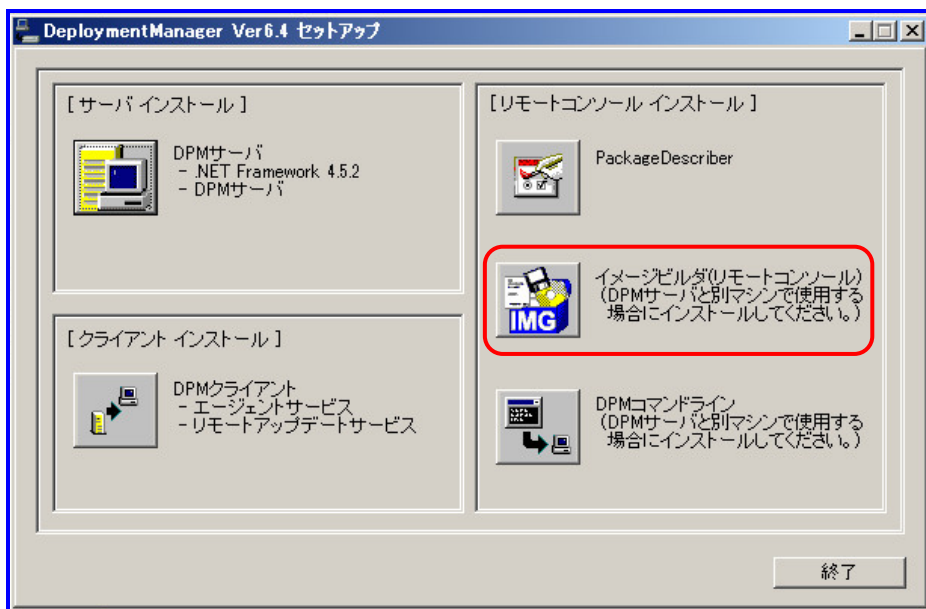 DeploymentManager Ver6.4 セットアップ
[ サーバ インストール ]
DPMサーバ
- .NET Framework 4.5.2
- DPMサーバ
[ クライアント インストール ]
DPMクライアント
- エージェントサービス
- リモートアップデートサービス
[ リモートコンソール インストール ]
PackageDescriber
IMG
イメージビルダ(リモートコンソール)
(DPMサーバと別マシンで使用する
場合にインストールしてください。)
DPMコマンドライン
(DPMサーバと別マシンで使用する
場合にインストールしてください。)
終了